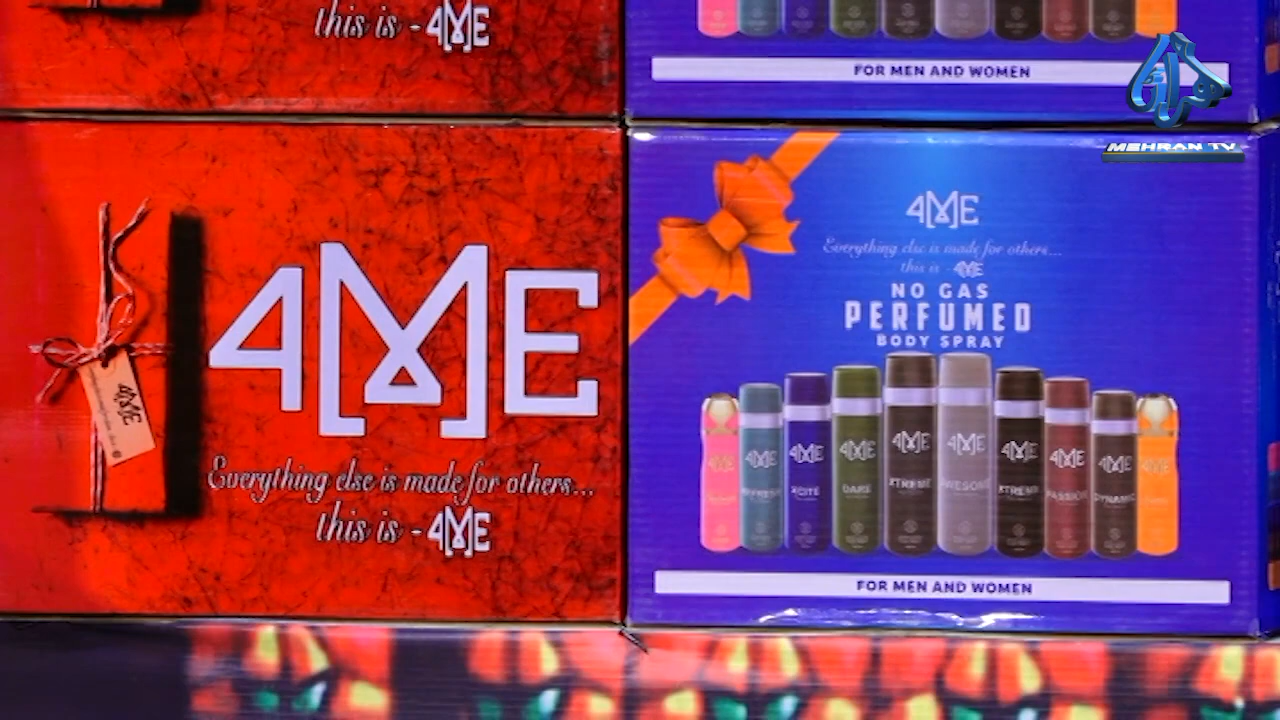 this is - 4ME
FOR MEN AND WOMEN
MEHRAN TV
4ME
4ME
Everything else is made for others...
this is - 4ME
4ME
Everything else is made for others...
this is - 4ME
NO GAS
PERFUMED
BODY SPRAY
4ME 4ME 4ME 4ME 4ME 4ME 4ME 4ME 4ME
REFRESH XCITE DARE XTREME AWESOME XTREME PASSION DYNAMIC
FOR MEN AND WOMEN